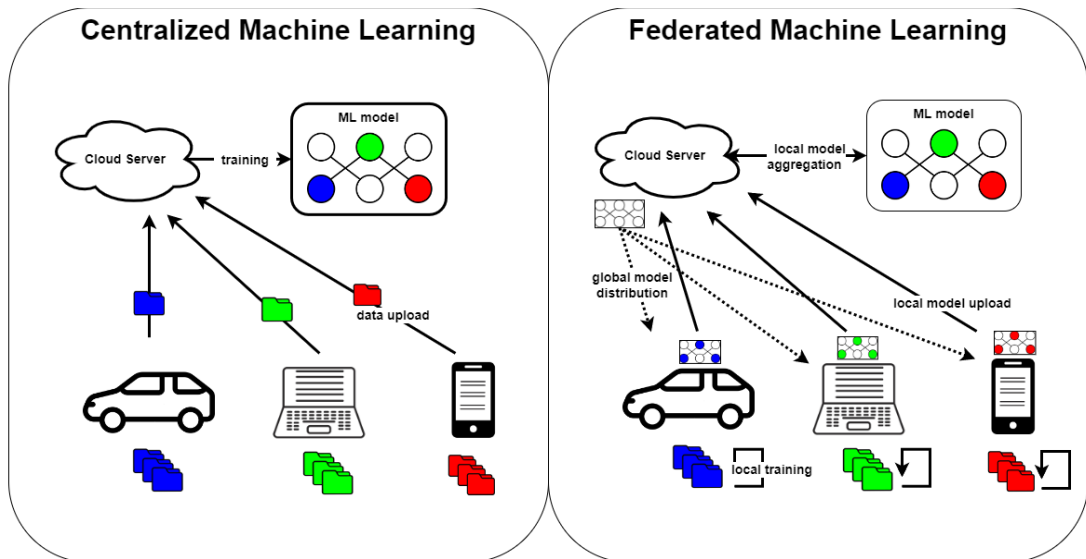 Centralized Machine Learning
ML model
Cloud Server
training
data upload
Federated Machine Learning
ML model
Cloud Server
local model
aggregation
global model
distribution
local model upload
local training